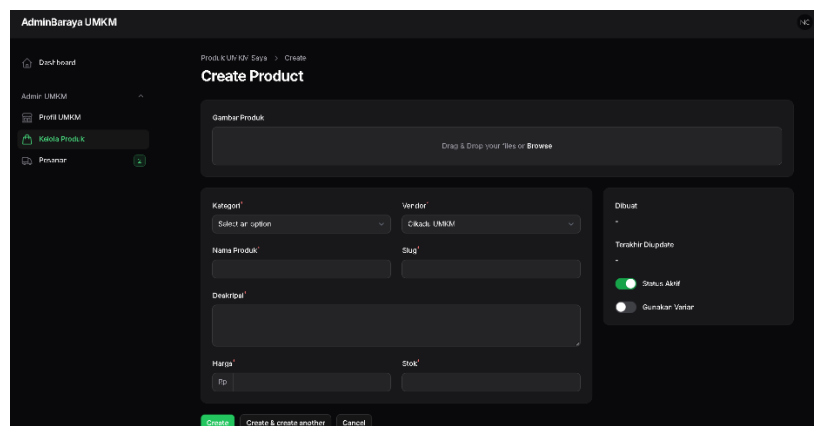 AdminBaraya UMKM
NC
Dashboard
Admin UMKM
Profil UMKM
Kelola Produk
Pesanan
Produk UMKM Saya > Create
Create Product
Gambar Produk
Drag & Drop your files or Browse
Kategori*
Vendor*
Select an option
Cikadu UMKM
Nama Produk*
Slug*
Deskripsi*
Harga*
Stok*
Rp
Dibuat
-
Terakhir Diupdate
-
Status Aktif
Gunakan Varian
Create
Create & create another
Cancel